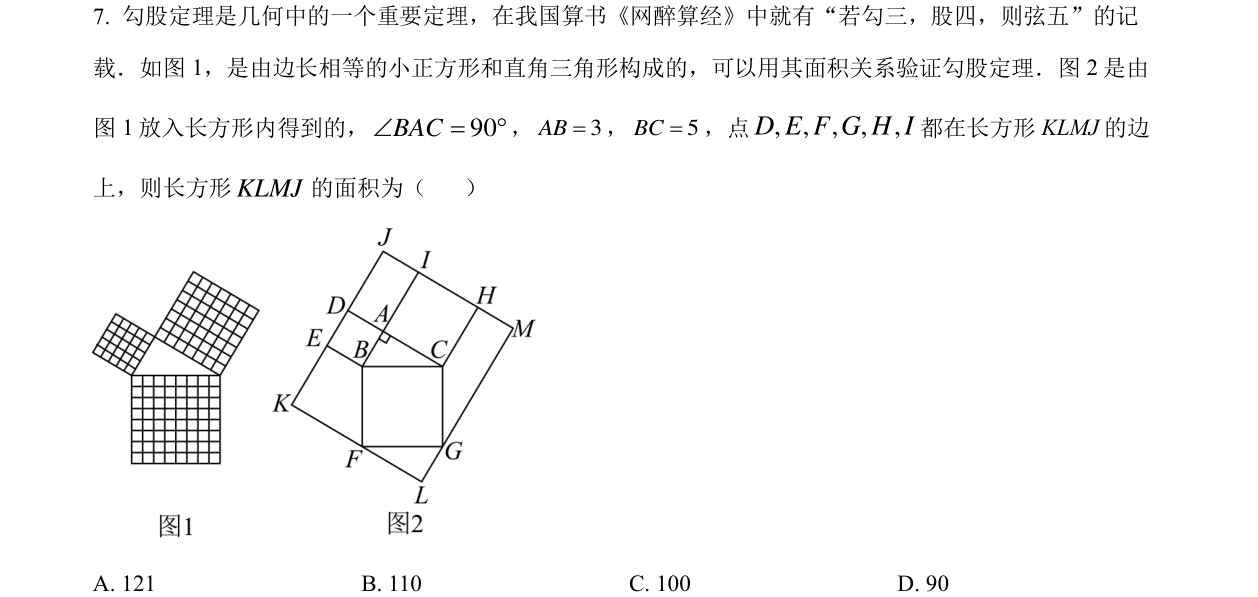 7. 勾股定理是几何中的一个重要定理，在我国算书《网醉算经》中就有“若勾三，股四，则弦五”的记
载．如图 1，是由边长相等的小正方形和直角三角形构成的，可以用其面积关系验证勾股定理．图 2 是由
图 1 放入长方形内得到的，∠BAC = 90°，AB = 3，BC = 5，点 D, E, F, G, H, I 都在长方形 KLMJ 的边
上，则长方形 KLMJ 的面积为（　　）
J
I
H
D
A
M
E
B
C
K
F
G
L
图1
图2
A. 121 B. 110 C. 100 D. 90